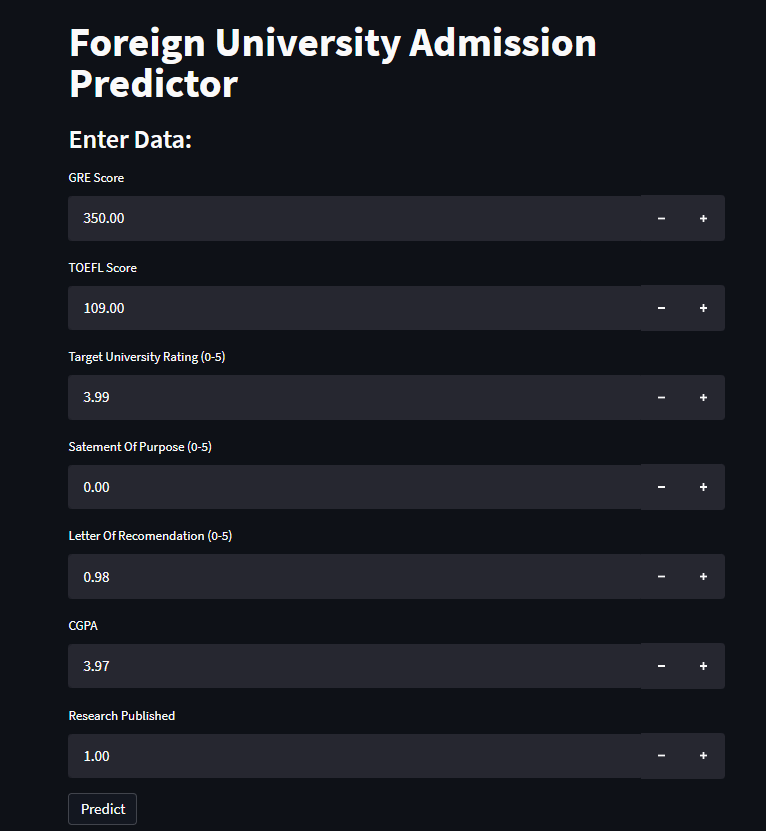 Foreign University Admission
Predictor
Enter Data:
GRE Score
350.00
TOEFL Score
109.00
Target University Rating (0-5)
3.99
Satement Of Purpose (0-5)
0.00
Letter Of Recomendation (0-5)
0.98
CGPA
3.97
Research Published
1.00
Predict